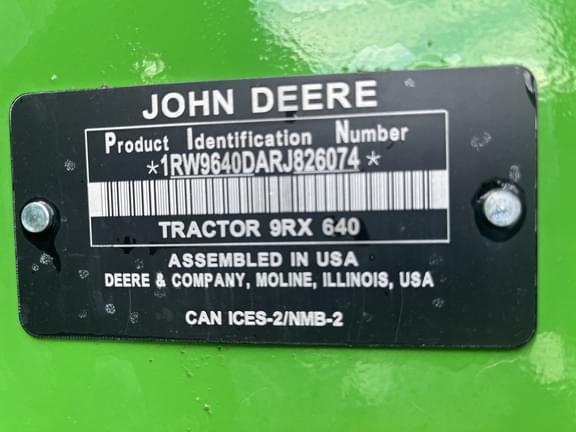 JOHN DEERE
Product Identification Number
*1RW9640DARJ826074*
TRACTOR 9RX 640
ASSEMBLED IN USA
DEERE & COMPANY, MOLINE, ILLINOIS, USA
CAN ICES-2/NMB-2